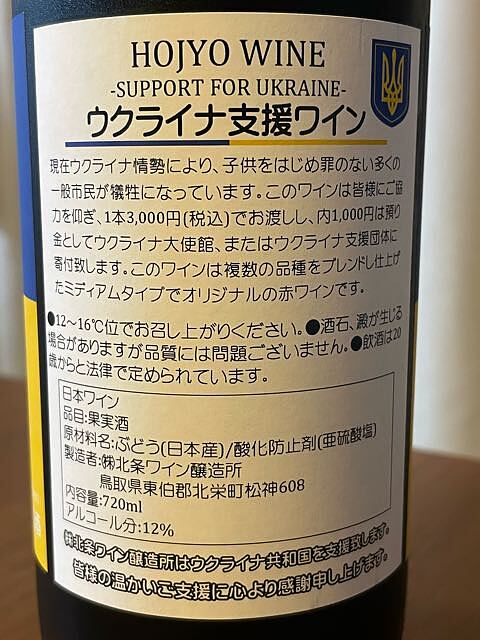 HOJYO WINE
-SUPPORT FOR UKRAINE-
ウクライナ支援ワイン
現在ウクライナ情勢により、子供をはじめ罪のない多くの
一般市民が犠牲になっています。このワインは皆様にご協
力を仰ぎ、1本3,000円(税込)でお渡しし、内1,000円は預り
金としてウクライナ大使館、またはウクライナ支援団体に
寄付致します。このワインは複数の品種をブレンドし仕上げ
たミディアムタイプでオリジナルの赤ワインです。
●12～16℃位でお召し上がりください。●酒石、澱が生じる
場合がありますが品質には問題ございません。●飲酒は20
歳からと法律で定められています。
日本ワイン
品目:果実酒
原材料名:ぶどう(日本産)/酸化防止剤(亜硫酸塩)
製造者:㈱北条ワイン醸造所
鳥取県東伯郡北栄町松神608
内容量:720ml
アルコール分:12%
㈱北条ワイン醸造所はウクライナ共和国を支援致します。
皆様の温かいご支援に心より感謝申し上げます。